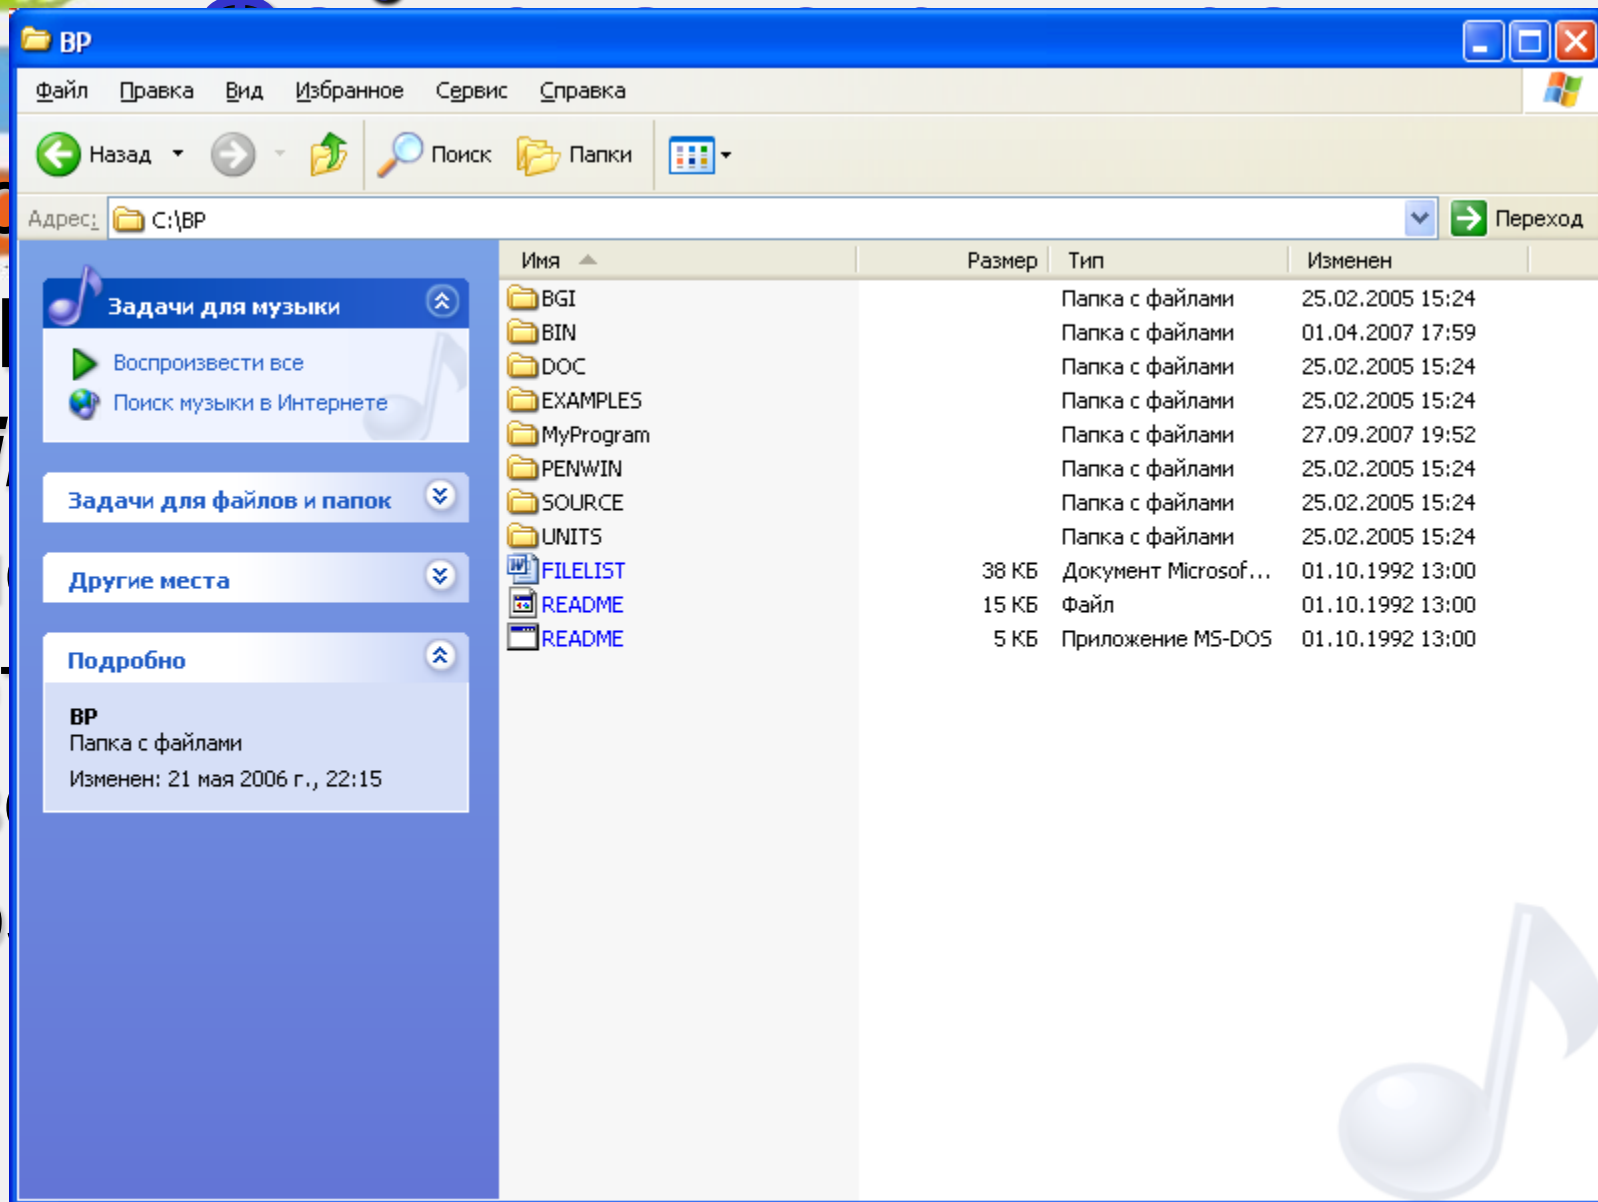 BP
Файл Правка Вид Избранное Сервис Справка
Назад Поиск Папки
Адрес: C:\BP Переход
Имя Размер Тип Изменен
Задачи для музыки
Воспроизвести все
Поиск музыки в Интернете
Задачи для файлов и папок
Другие места
Подробно
BP
Папка с файлами
Изменен: 21 мая 2006 г., 22:15
BGI Папка с файлами 25.02.2005 15:24
BIN Папка с файлами 01.04.2007 17:59
DOC Папка с файлами 25.02.2005 15:24
EXAMPLES Папка с файлами 25.02.2005 15:24
MyProgram Папка с файлами 27.09.2007 19:52
PENWIN Папка с файлами 25.02.2005 15:24
SOURCE Папка с файлами 25.02.2005 15:24
UNITS Папка с файлами 25.02.2005 15:24
FILELIST 38 КБ Документ Microsof... 01.10.1992 13:00
README 15 КБ Файл 01.10.1992 13:00
README 5 КБ Приложение MS-DOS 01.10.1992 13:00